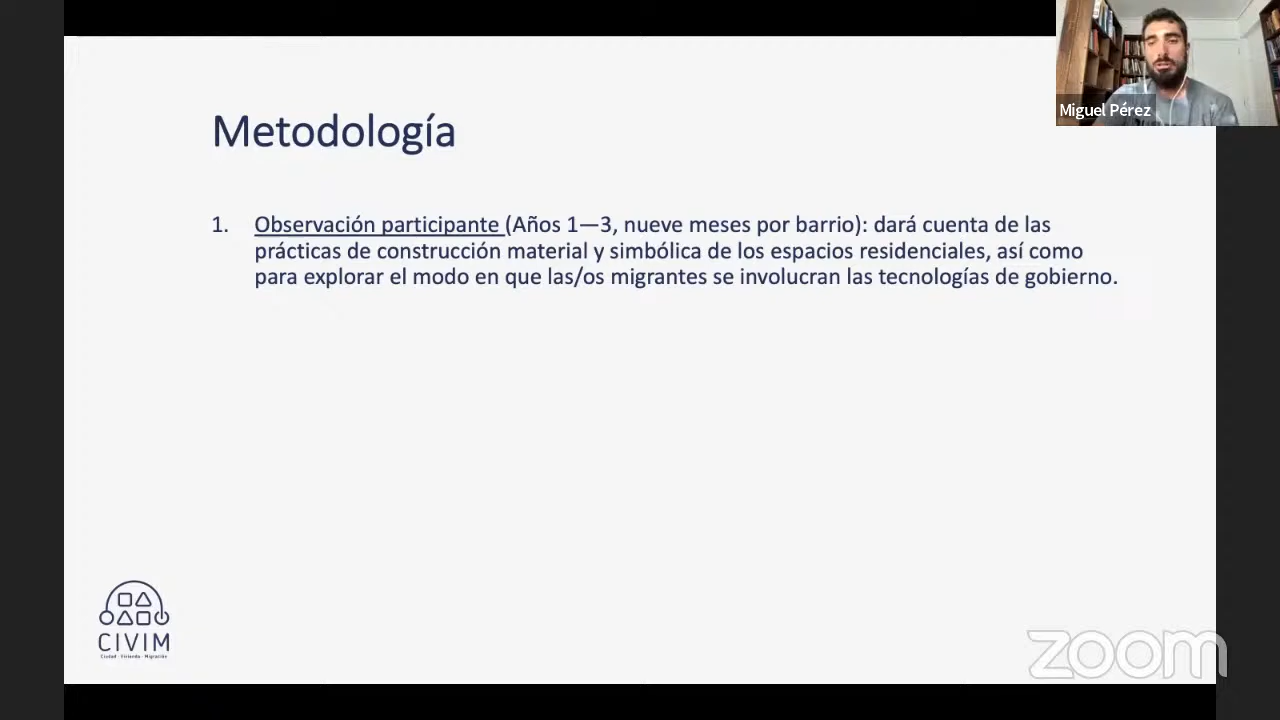 Miguel Pérez
Metodología
1. Observación participante (Años 1—3, nueve meses por barrio): dará cuenta de las
prácticas de construcción material y simbólica de los espacios residenciales, así como
para explorar el modo en que las/os migrantes se involucran las tecnologías de gobierno.
CIVIM
Ciudad · Vivienda · Migración
zoom